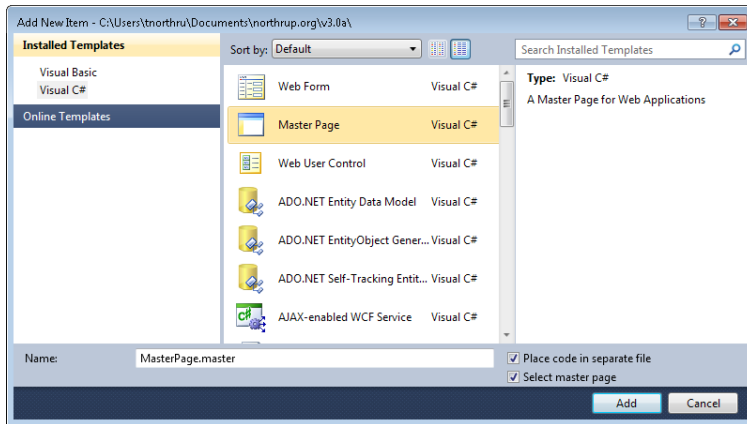 Add New Item - C:\Users\tnorthru\Documents\northrup.org\v3.0a\
Installed Templates
Visual Basic
Visual C#
Online Templates
Sort by: Default
Search Installed Templates
Web Form Visual C#
Master Page Visual C#
Web User Control Visual C#
ADO.NET Entity Data Model Visual C#
ADO.NET EntityObject Gener... Visual C#
ADO.NET Self-Tracking Entit... Visual C#
AJAX-enabled WCF Service Visual C#
Type: Visual C#
A Master Page for Web Applications
Name: MasterPage.master
Place code in separate file
Select master page
Add Cancel